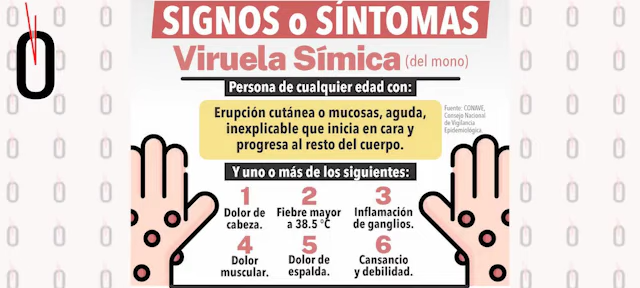 SIGNOS o SÍNTOMAS
Viruela Símica (del mono)
Persona de cualquier edad con:
Erupción cutánea o mucosas, aguda,
inexplicable que inicia en cara y
progresa al resto del cuerpo.
Fuente: CONAVE,
Consejo Nacional
de Vigilancia
Epidemiológica.
Y uno o más de los siguientes:
1
Dolor de
cabeza.
2
Fiebre mayor
a 38.5 °C
3
Inflamación
de ganglios.
4
Dolor
muscular.
5
Dolor de
espalda.
6
Cansancio
y debilidad.